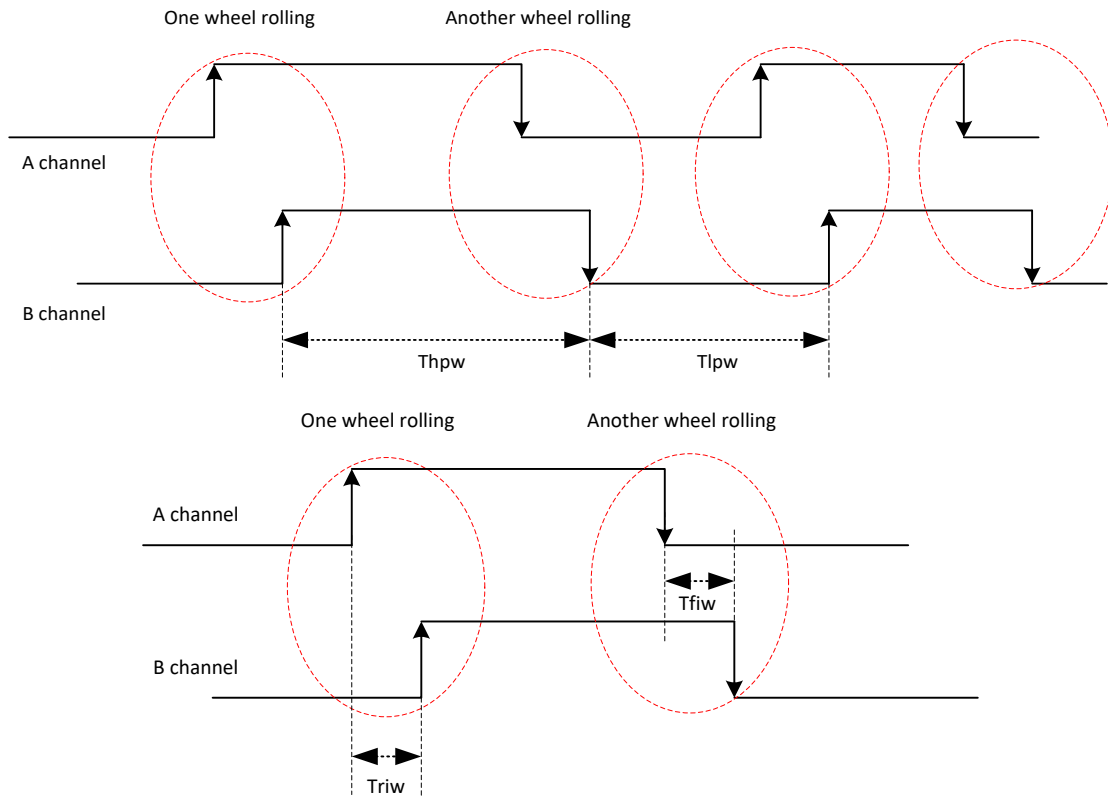 One wheel rolling
Another wheel rolling
A channel
B channel
Thpw
Tlpw
One wheel rolling
Another wheel rolling
A channel
Tfiw
B channel
Triw